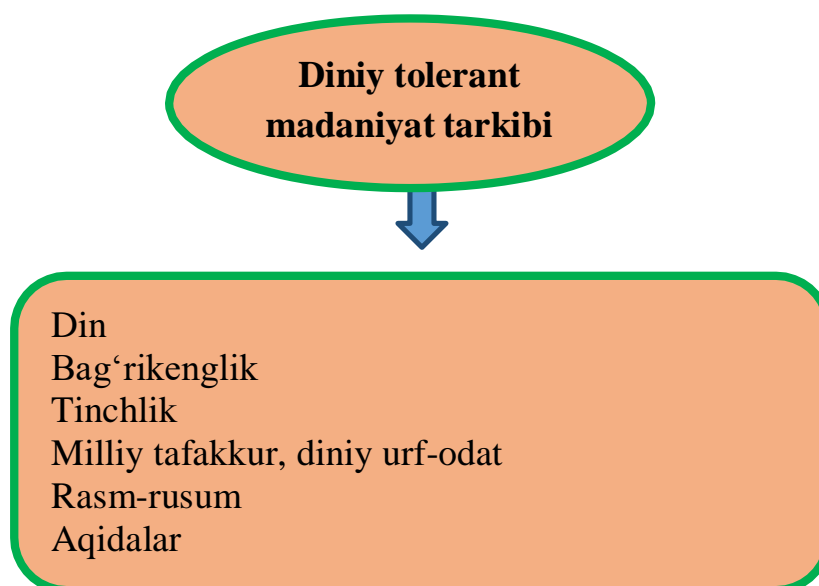 Diniy tolerant
madaniyat tarkibi
Din
Bag‘rikenglik
Tinchlik
Milliy tafakkur, diniy urf-odat
Rasm-rusum
Aqidalar